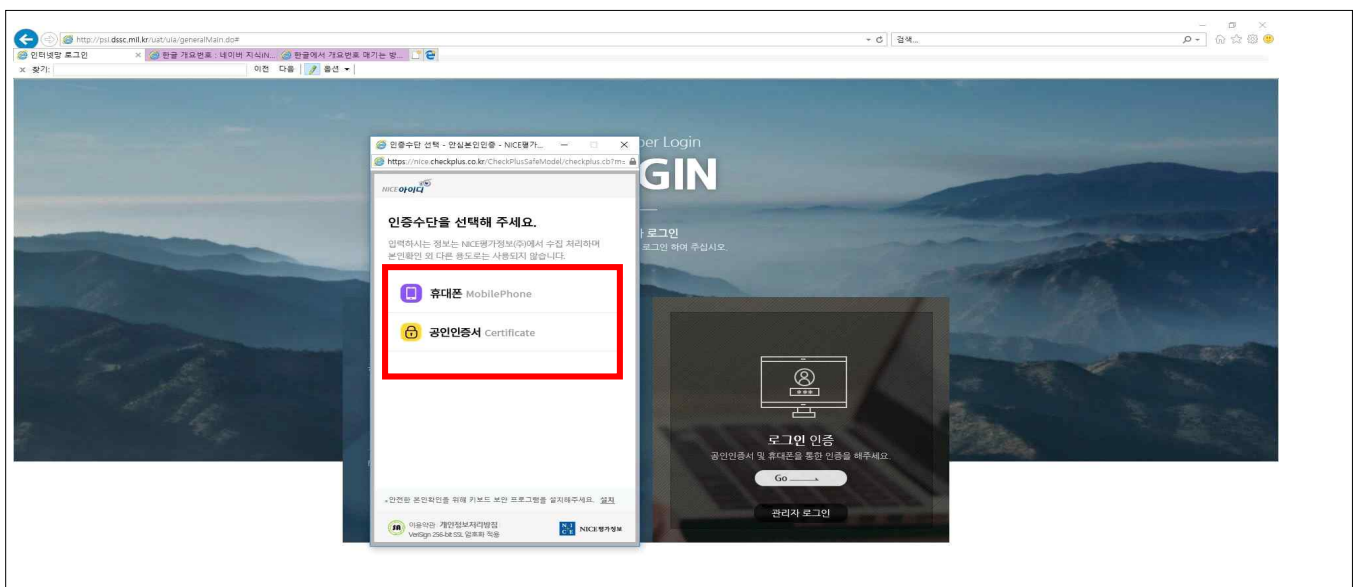 http://psi.dssc.mil.kr/uat/uia/generalMain.do#
검색...
인터넷망 로그인
한글 개요번호 : 네이버 지식iN...
한글에서 개요번호 매기는 방...
찾기:
이전 다음
옵션
per Login
GIN
로그인
로그인 하여 주십시오.
인증수단 선택 - 안심본인인증 - NICE평가...
https://nice.checkplus.co.kr/CheckPlusSafeModel/checkplus.cb?m=
NICE 아이디
인증수단을 선택해 주세요.
입력하시는 정보는 NICE평가정보(주)에서 수집 처리하며
본인확인 외 다른 용도로는 사용되지 않습니다.
휴대폰 MobilePhone
공인인증서 Certificate
안전한 본인확인을 위해 키보드 보안 프로그램을 설치해주세요. 설치
이용약관 개인정보처리방침
VeriSign 256-bit SSL 암호화 적용
NICE
NICE평가정보
로그인 인증
공인인증서 및 휴대폰을 통한 인증을 해주세요.
Go
관리자 로그인